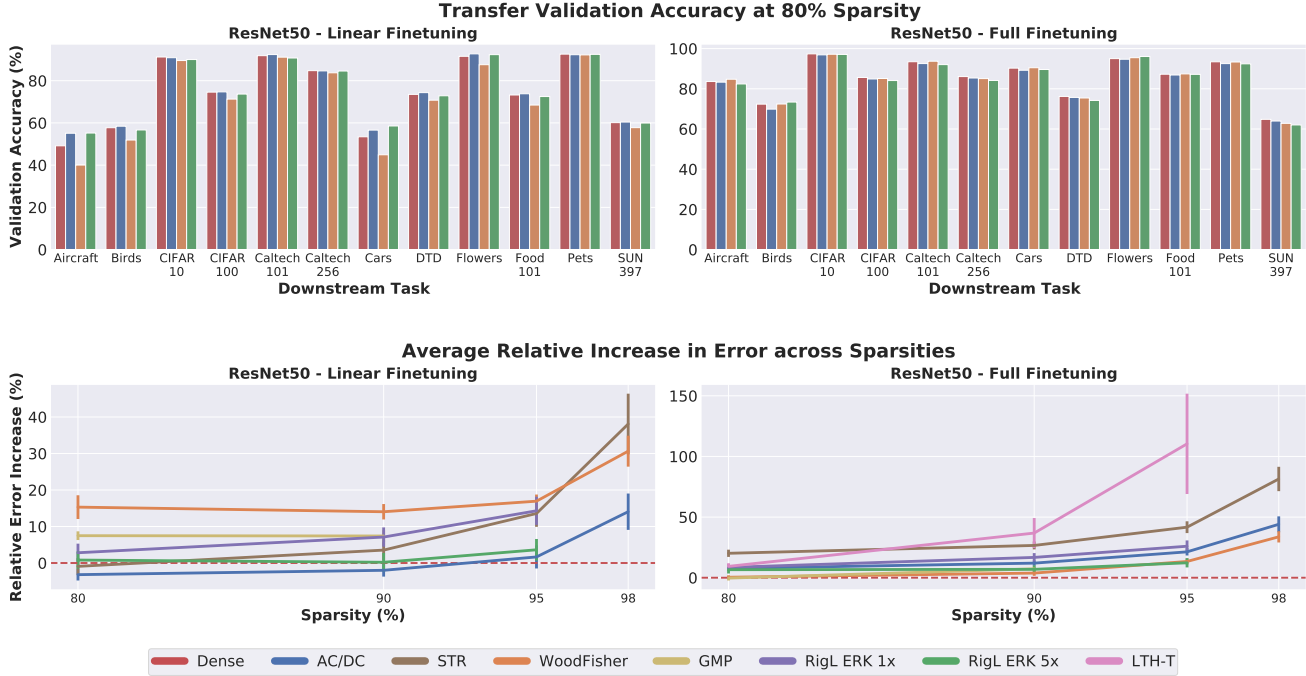 Transfer Validation Accuracy at 80% Sparsity
ResNet50 - Linear Finetuning
Validation Accuracy (%)
80
60
40
20
0
Aircraft Birds CIFAR 10 CIFAR 100 Caltech 101 Caltech 256 Cars DTD Flowers Food 101 Pets SUN 397
Downstream Task
ResNet50 - Full Finetuning
100
80
60
40
20
0
Aircraft Birds CIFAR 10 CIFAR 100 Caltech 101 Caltech 256 Cars DTD Flowers Food 101 Pets SUN 397
Downstream Task
Average Relative Increase in Error across Sparsities
ResNet50 - Linear Finetuning
Relative Error Increase (%)
40
30
20
10
0
80 90 95 98
Sparsity (%)
ResNet50 - Full Finetuning
150
100
50
0
80 90 95 98
Sparsity (%)
Dense AC/DC STR WoodFisher GMP RigL ERK 1x RigL ERK 5x LTH-T